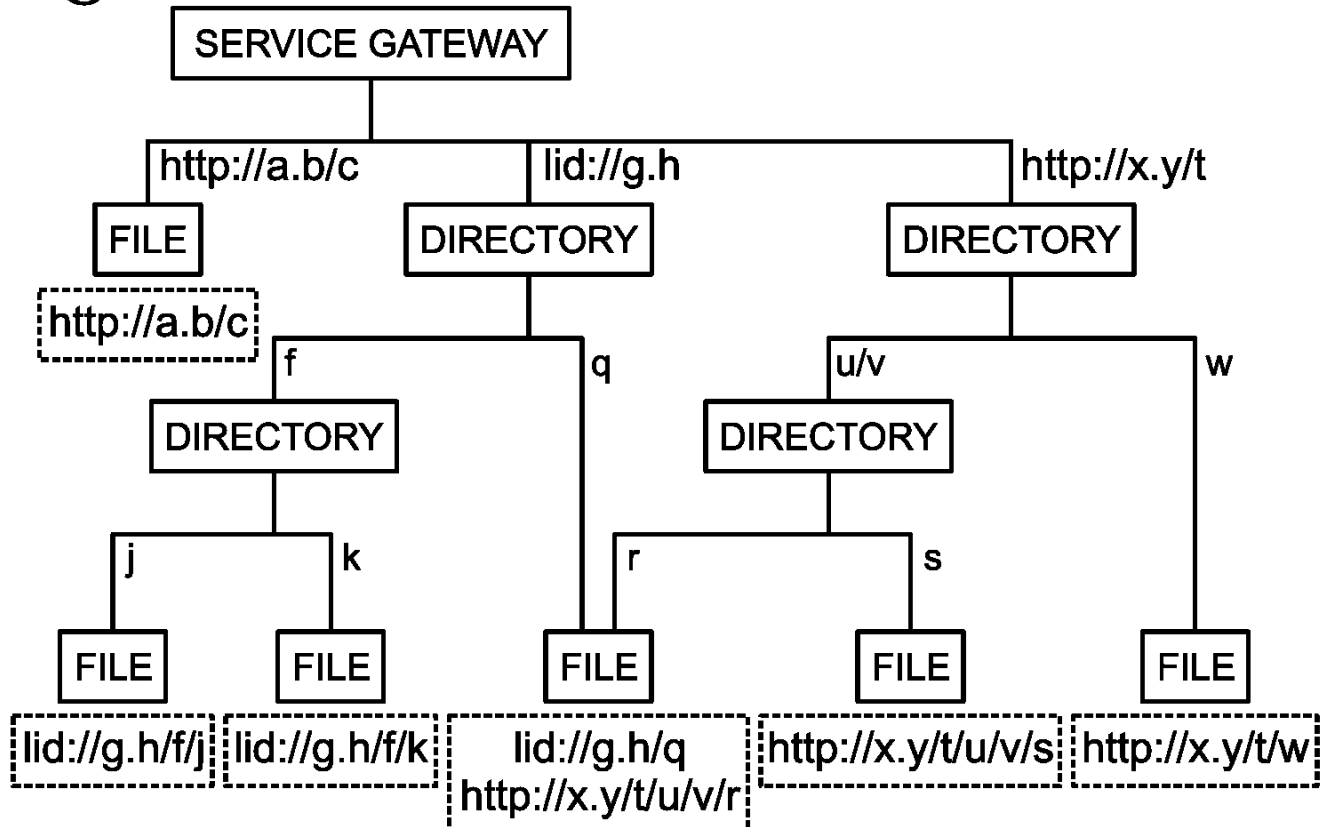 SERVICE GATEWAY
http://a.b/c
lid://g.h
http://x.y/t
FILE
DIRECTORY
DIRECTORY
http://a.b/c
f
q
u/v
w
DIRECTORY
DIRECTORY
j
k
r
s
FILE
FILE
FILE
FILE
FILE
lid://g.h/f/j
lid://g.h/f/k
lid://g.h/q
http://x.y/t/u/v/r
http://x.y/t/u/v/s
http://x.y/t/w